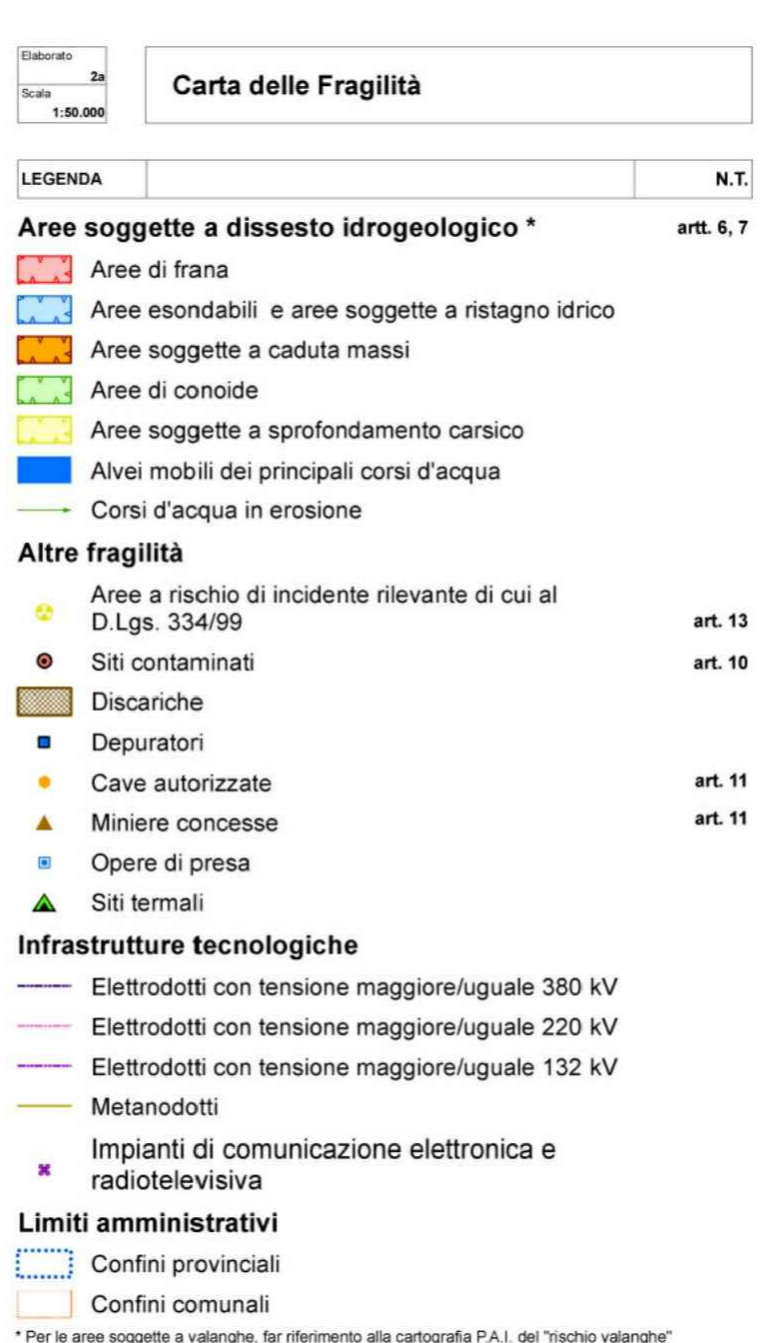 Elaborato
2a
Scala
1:50.000
Carta delle Fragilità
LEGENDA N.T.
Aree soggette a dissesto idrogeologico * artt. 6, 7
Aree di frana
Aree esondabili e aree soggette a ristagno idrico
Aree soggette a caduta massi
Aree di conoide
Aree soggette a sprofondamento carsico
Alvei mobili dei principali corsi d'acqua
Corsi d'acqua in erosione
Altre fragilità
Aree a rischio di incidente rilevante di cui al
D.Lgs. 334/99 art. 13
Siti contaminati art. 10
Discariche
Depuratori
Cave autorizzate art. 11
Miniere concesse art. 11
Opere di presa
Siti termali
Infrastrutture tecnologiche
Elettrodotti con tensione maggiore/uguale 380 kV
Elettrodotti con tensione maggiore/uguale 220 kV
Elettrodotti con tensione maggiore/uguale 132 kV
Metanodotti
Impianti di comunicazione elettronica e
radiotelevisiva
Limiti amministrativi
Confini provinciali
Confini comunali
* Per le aree soggette a valanghe, far riferimento alla cartografia P.A.I. del "rischio valanghe"